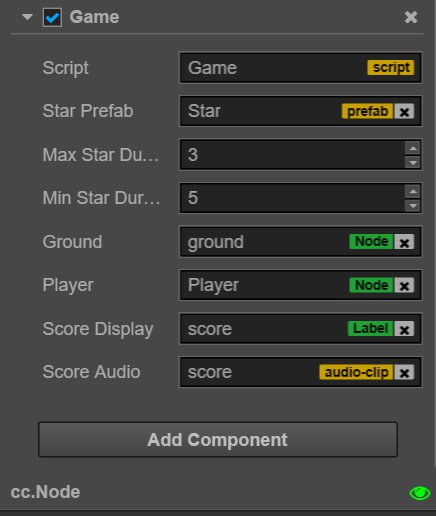 Game
Script Game script
Star Prefab Star prefab
Max Star Du... 3
Min Star Dur... 5
Ground ground Node
Player Player Node
Score Display score Label
Score Audio score audio-clip
Add Component
cc.Node